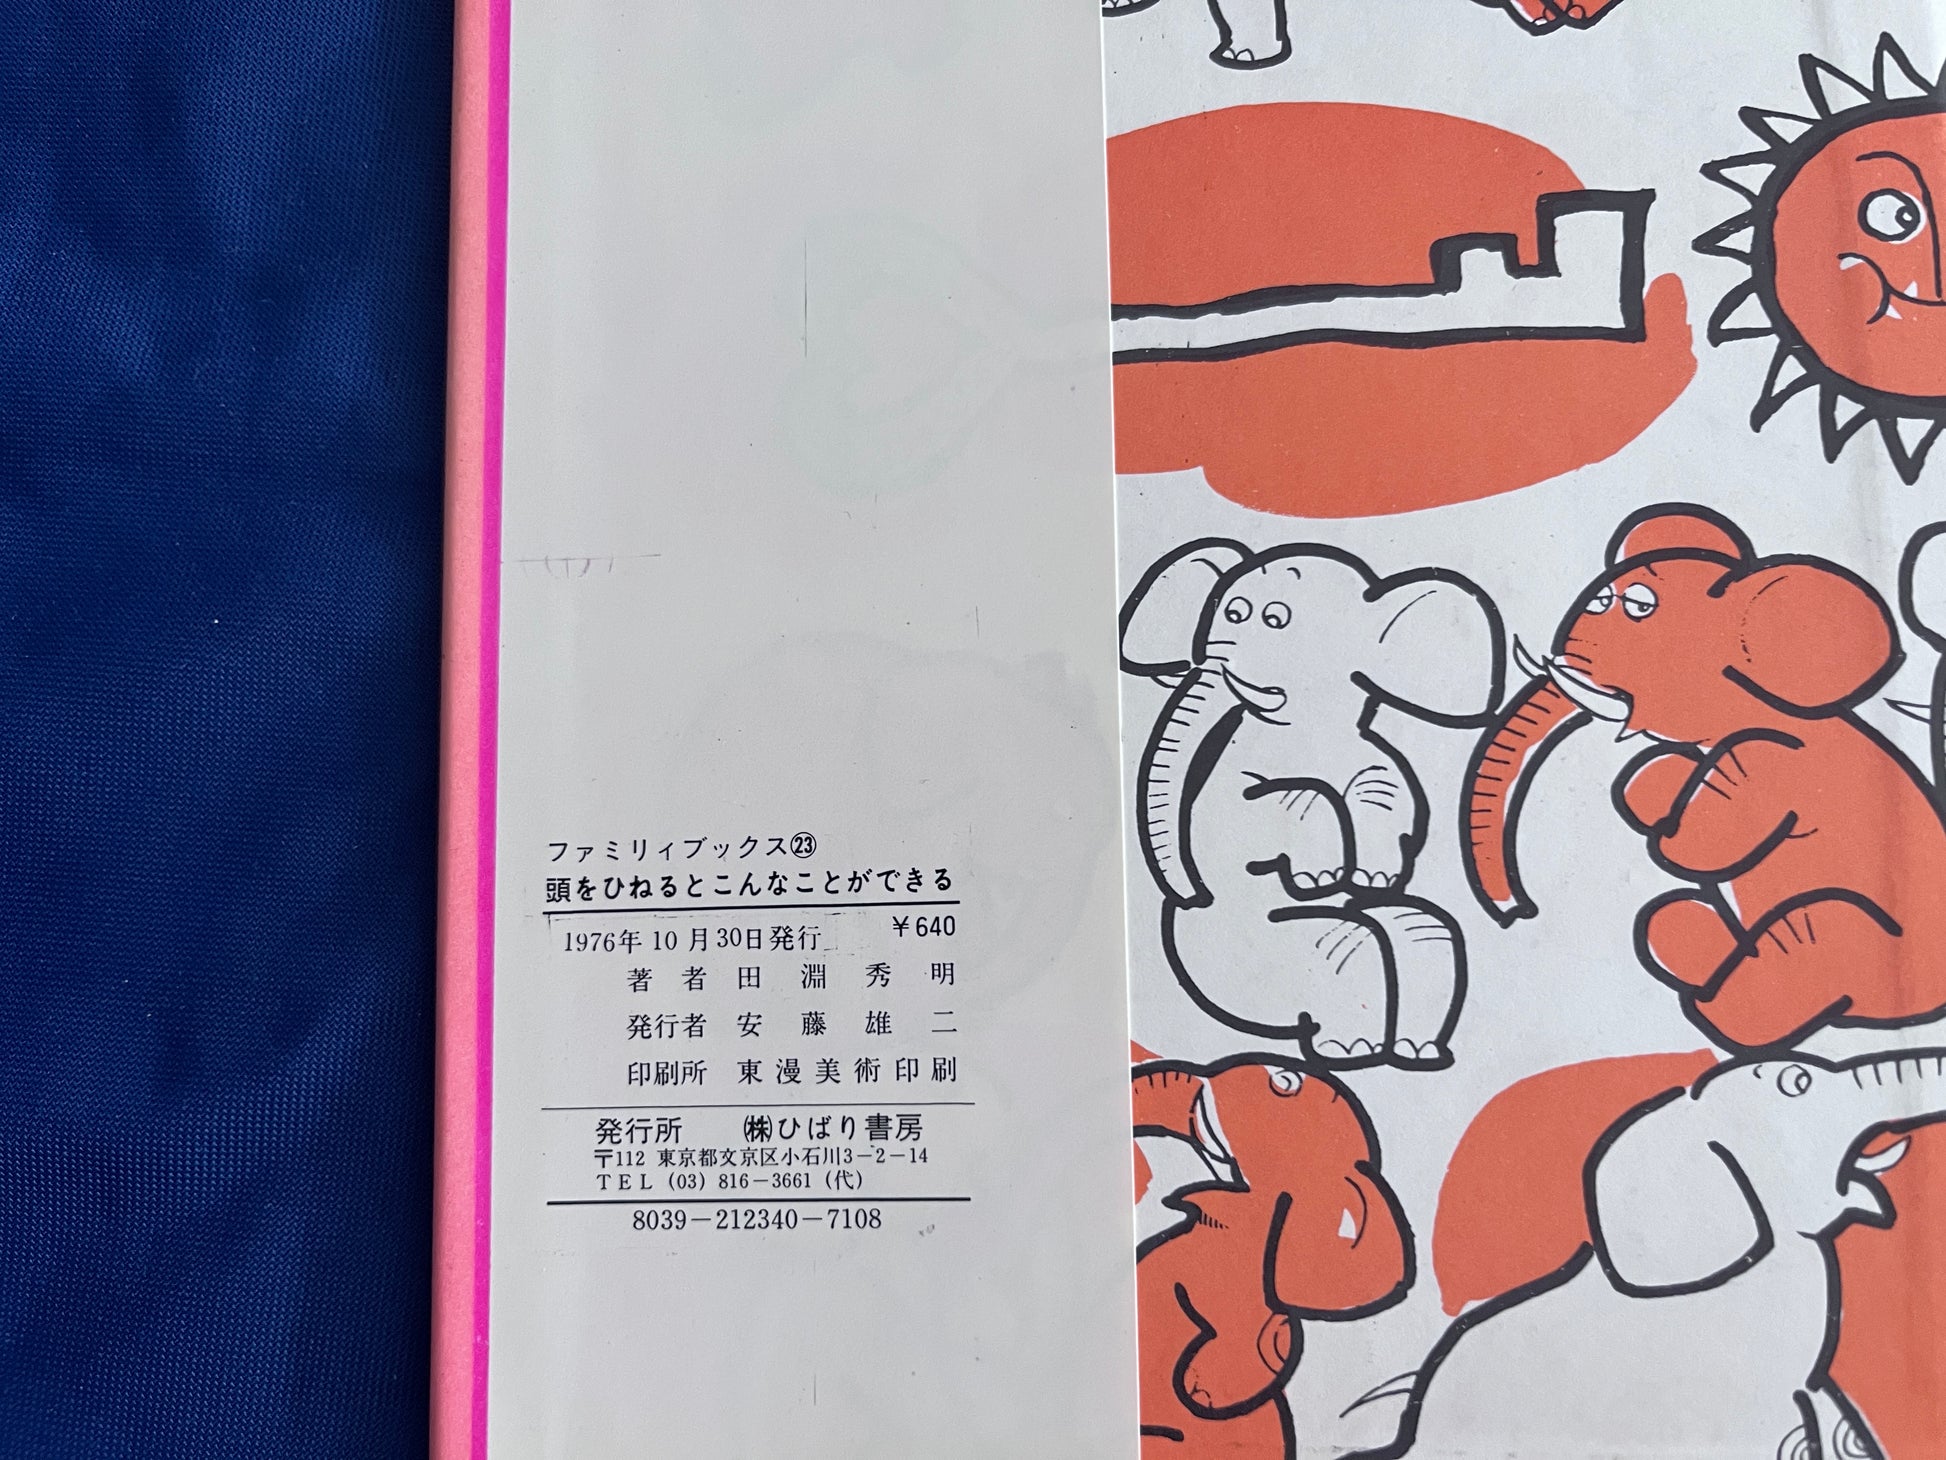 ファミリィブックス㉓
頭をひねるとこんなことができる
1976年10月30日発行 ￥640
著者 田淵秀明
発行者 安藤雄二
印刷所 東漫美術印刷
発行所 ㈱ひばり書房
〒112 東京都文京区小石川3－2－14
TEL (03) 816－3661 (代)
8039－212340－7108